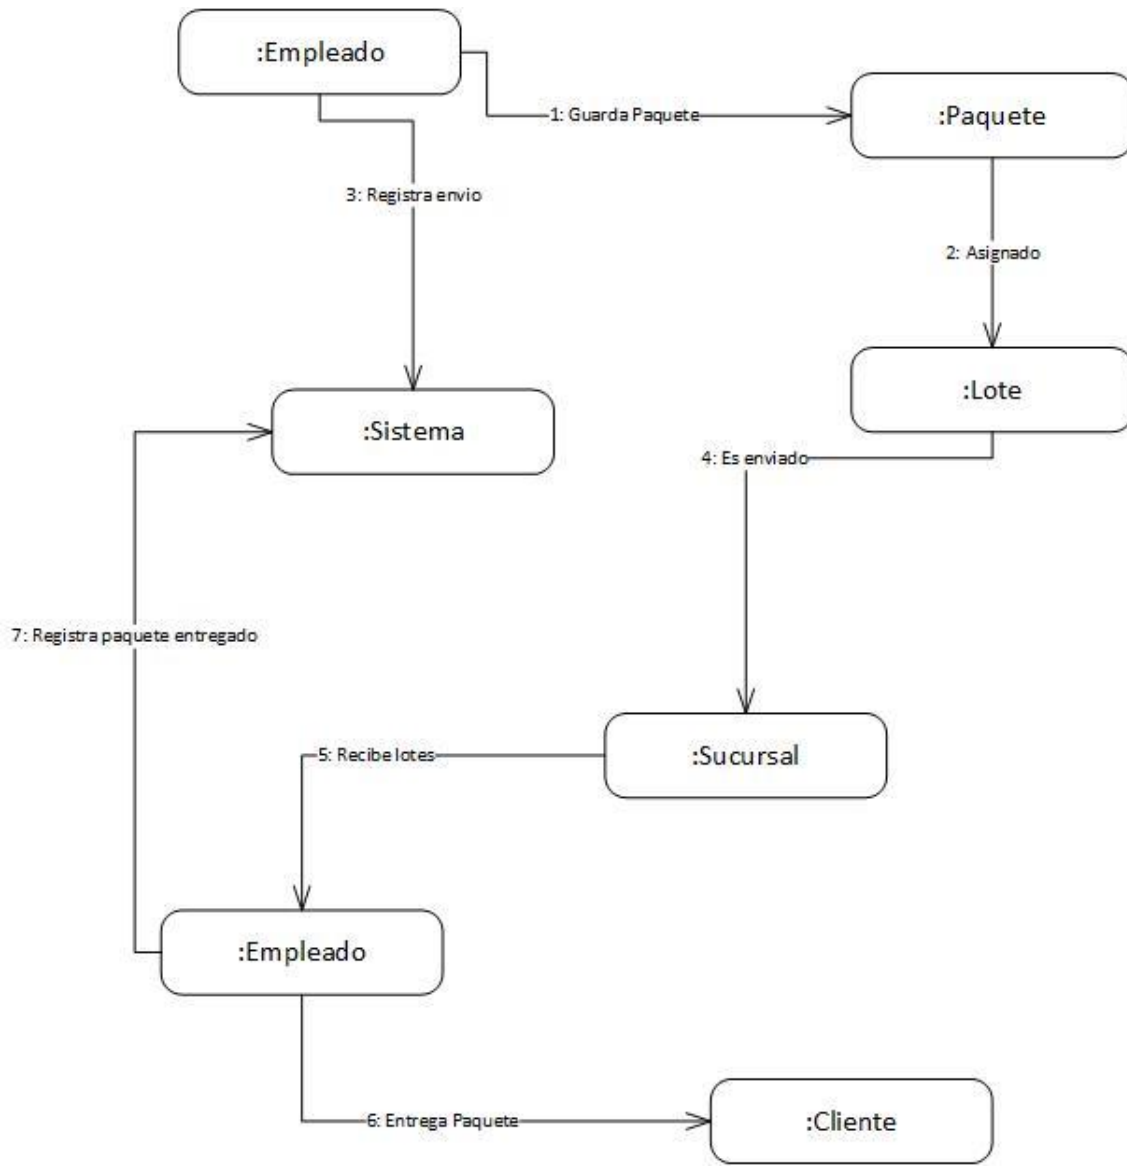 :Empleado
1: Guarda Paquete
:Paquete
3: Registra envio
2: Asignado
:Lote
:Sistema
4: Es enviado
7: Registra paquete entregado
:Sucursal
5: Recibe lotes
:Empleado
6: Entrega Paquete
:Cliente